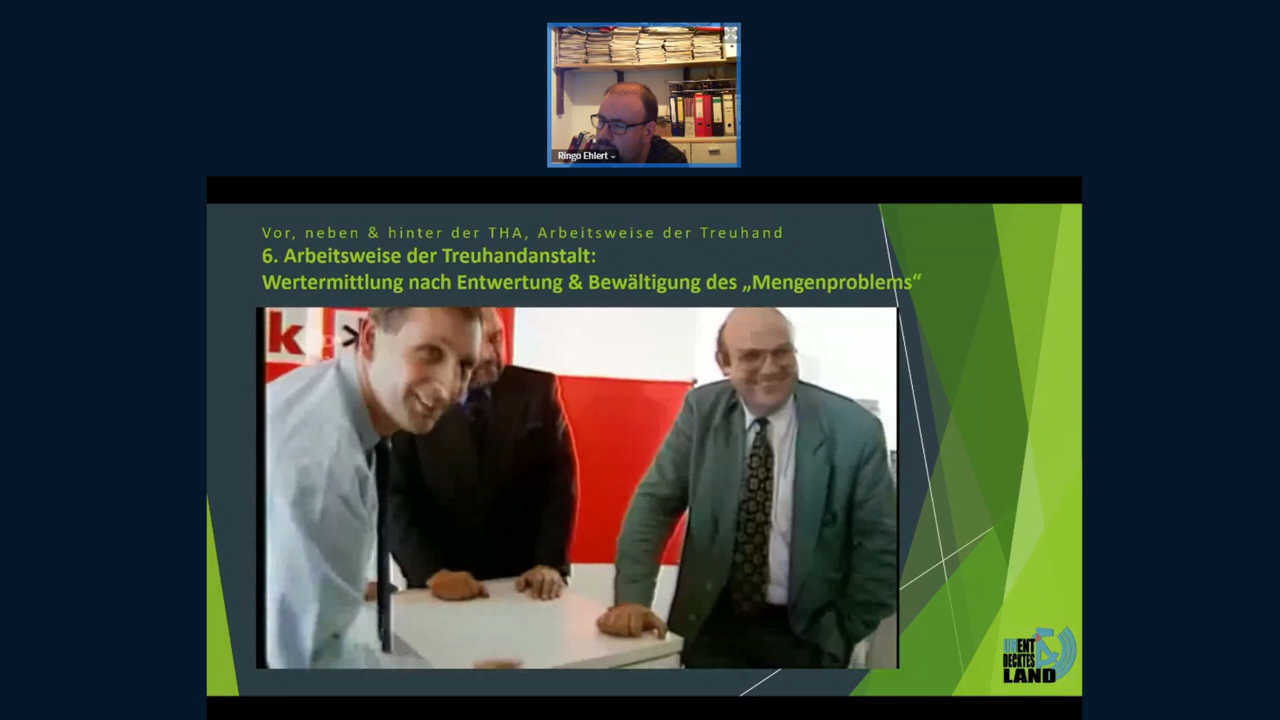 Ringo Ehlert
Vor, neben & hinter der THA, Arbeitsweise der Treuhand
6. Arbeitsweise der Treuhandanstalt:
Wertermittlung nach Entwertung & Bewältigung des „Mengenproblems“
k
UNENT
DECKTES
LAND